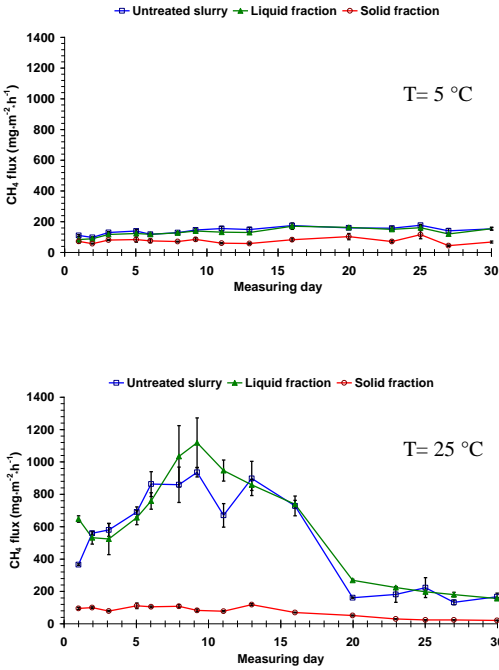 Untreated slurry Liquid fraction Solid fraction
1400
1200
1000
800
600
400
200
0
CH₄ flux (mg·m⁻²·h⁻¹)
T= 5 °C
0 5 10 15 20 25 30
Measuring day
Untreated slurry Liquid fraction Solid fraction
1400
1200
1000
800
600
400
200
0
CH₄ flux (mg·m⁻²·h⁻¹)
T= 25 °C
0 5 10 15 20 25 30
Measuring day